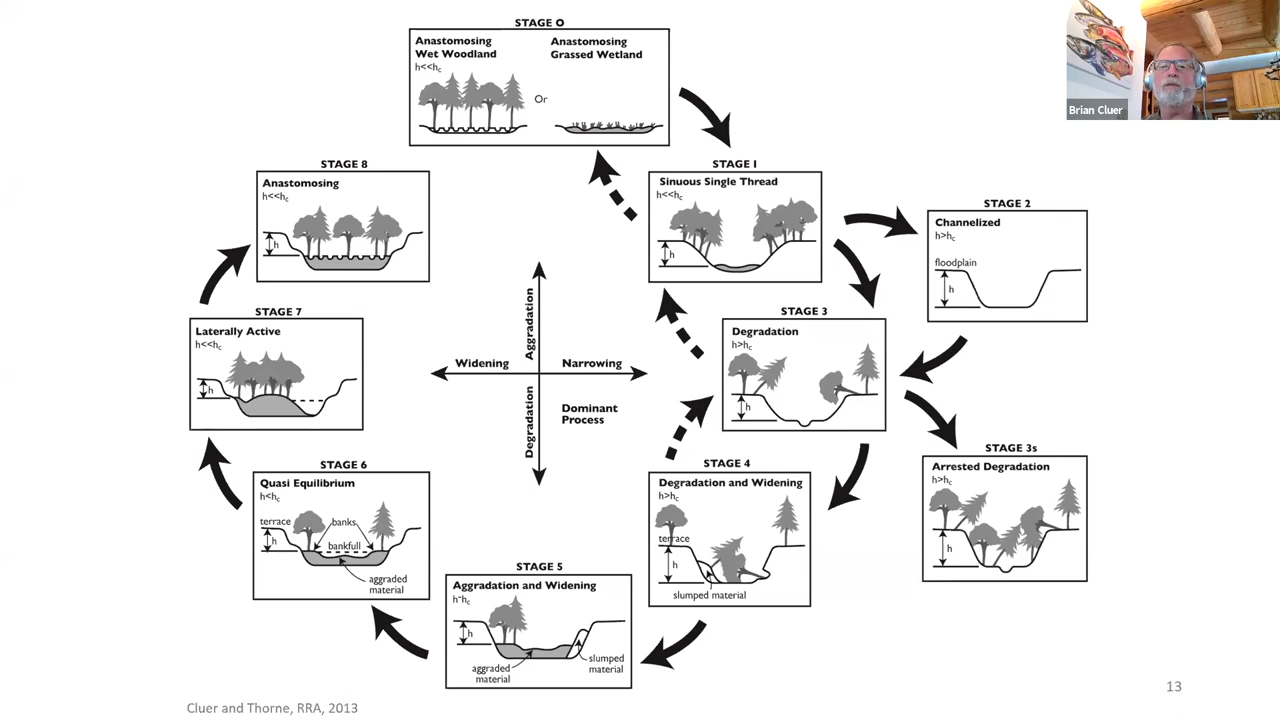 STAGE O
Anastomosing
Wet Woodland
h<<hc
Or
Anastomosing
Grassed Wetland
STAGE 8
Anastomosing
h<<hc
h
STAGE I
Sinuous Single Thread
h<<hc
h
STAGE 2
Channelized
h>hc
floodplain
h
STAGE 7
Laterally Active
h<<hc
h
Aggradation
Widening
Narrowing
Degradation
Dominant
Process
STAGE 3
Degradation
h>hc
h
STAGE 3s
Arrested Degradation
h>hc
h
STAGE 6
Quasi Equilibrium
h<hc
terrace
banks
h
bankfull
aggraded
material
STAGE 4
Degradation and Widening
h>hc
terrace
h
slumped material
STAGE 5
Aggradation and Widening
h~hc
h
aggraded
material
slumped
material
Cluer and Thorne, RRA, 2013
13
Brian Cluer